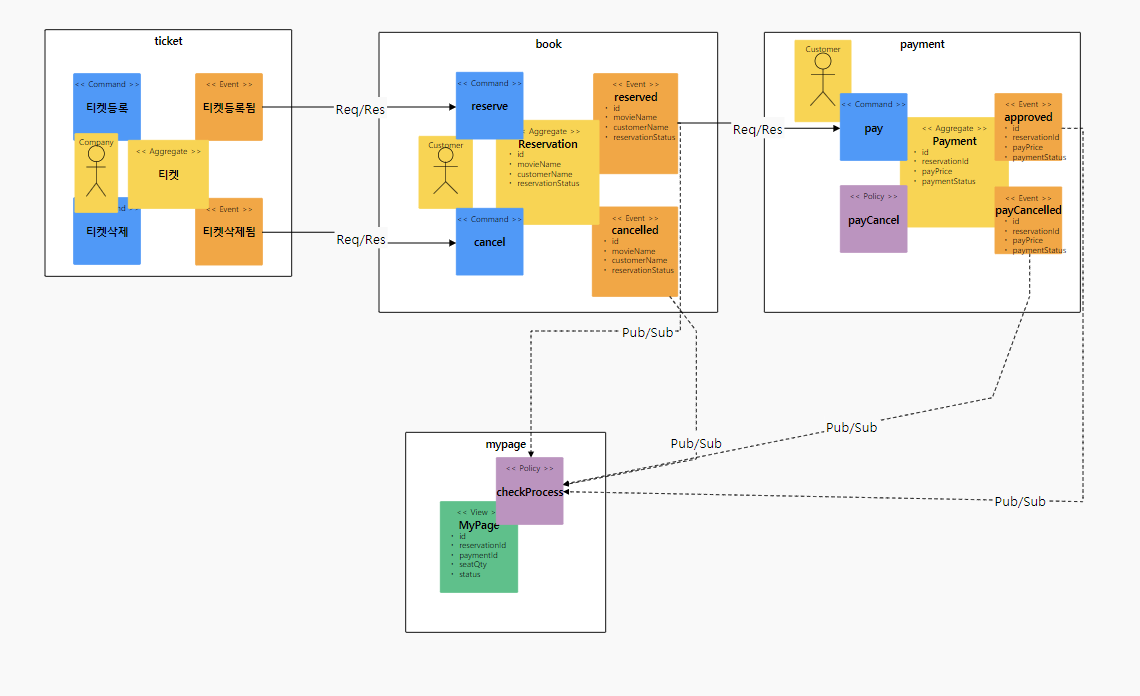 ticket
<< Command >>
티켓등록
<< Event >>
티켓등록됨
Company
<< Aggregate >>
티켓
nd >>
티켓삭제
<< Event >>
티켓삭제됨
Req/Res
Req/Res
book
<< Command >>
reserve
Customer
Aggregate >>
Reservation
• id
• movieName
• customerName
• reservationStatus
<< Command >>
cancel
<< Event >>
reserved
• id
• movieName
• customerName
• reservationStatus
<< Event >>
cancelled
• id
• movieName
• customerName
• reservationStatus
Req/Res
payment
Customer
<< Command >>
pay
<< Aggregate >>
Payment
• id
• reservationId
• payPrice
• paymentStatus
<< Policy >>
payCancel
<< Event >>
approved
• id
• reservationId
• payPrice
• paymentStatus
<< Event >>
payCancelled
• id
• reservationId
• payPrice
• paymentStatus
Pub/Sub
Pub/Sub
Pub/Sub
Pub/Sub
mypage
<< Policy >>
checkProcess
<< View >
MyPage
• id
• reservationId
• paymentId
• seatQty
• status